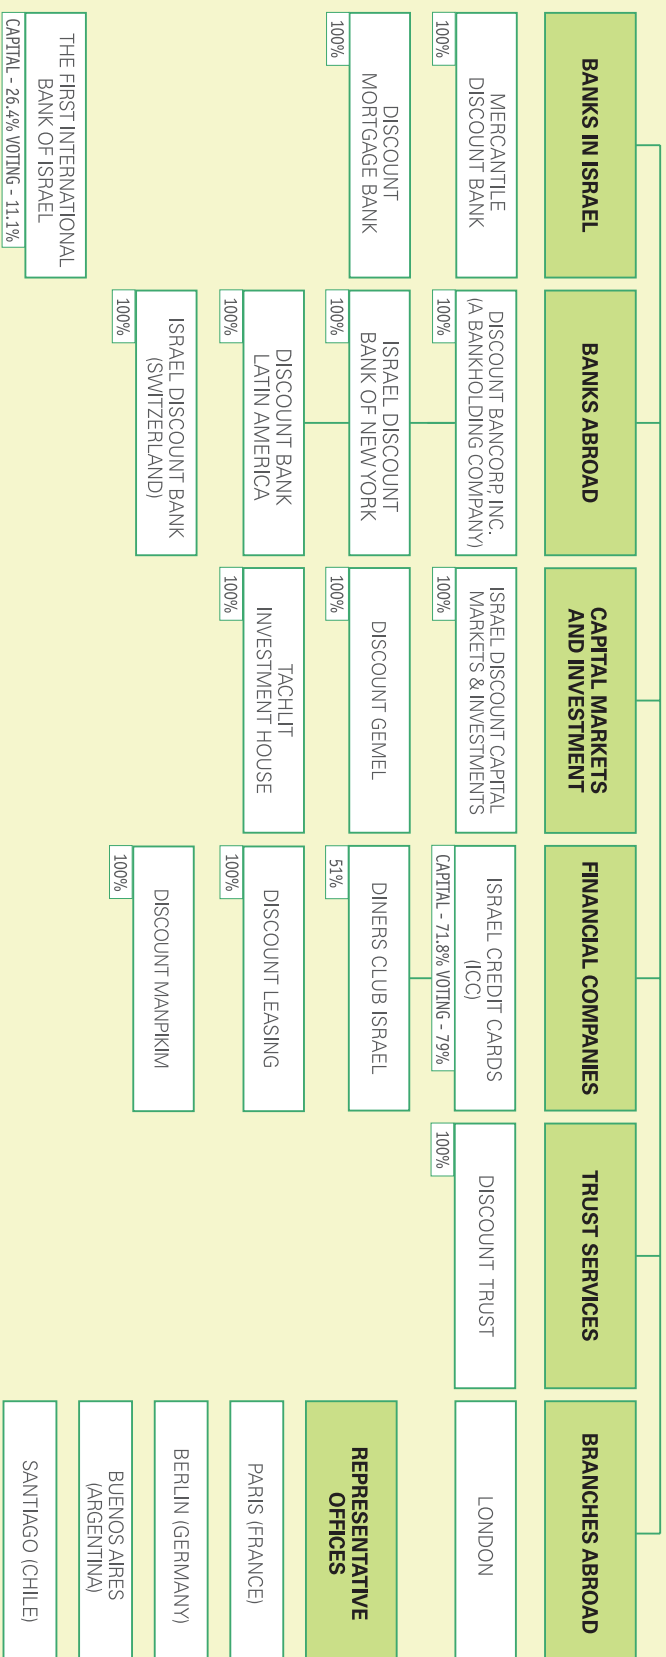 BANKS IN ISRAEL
MERCANTILE
DISCOUNT BANK
100%
DISCOUNT
MORTGAGE BANK
100%
THE FIRST INTERNATIONAL
BANK OF ISRAEL
CAPITAL - 26.4% VOTING - 11.1%
BANKS ABROAD
DISCOUNT BANCORP, INC.
(A BANKHOLDING COMPANY)
100%
ISRAEL DISCOUNT
BANK OF NEW YORK
100%
DISCOUNT BANK
LATIN AMERICA
100%
ISRAEL DISCOUNT BANK
(SWITZERLAND)
100%
CAPITAL MARKETS
AND INVESTMENT
ISRAEL DISCOUNT CAPITAL
MARKETS & INVESTMENTS
100%
DISCOUNT GEMEL
100%
TACHLIT
INVESTMENT HOUSE
100%
FINANCIAL COMPANIES
ISRAEL CREDIT CARDS
(ICC)
CAPITAL - 71.8% VOTING - 79%
DINERS CLUB ISRAEL
51%
DISCOUNT LEASING
100%
DISCOUNT MANPIKIM
100%
TRUST SERVICES
DISCOUNT TRUST
100%
BRANCHES ABROAD
LONDON
REPRESENTATIVE
OFFICES
PARIS (FRANCE)
BERLIN (GERMANY)
BUENOS AIRES
(ARGENTINA)
SANTIAGO (CHILE)